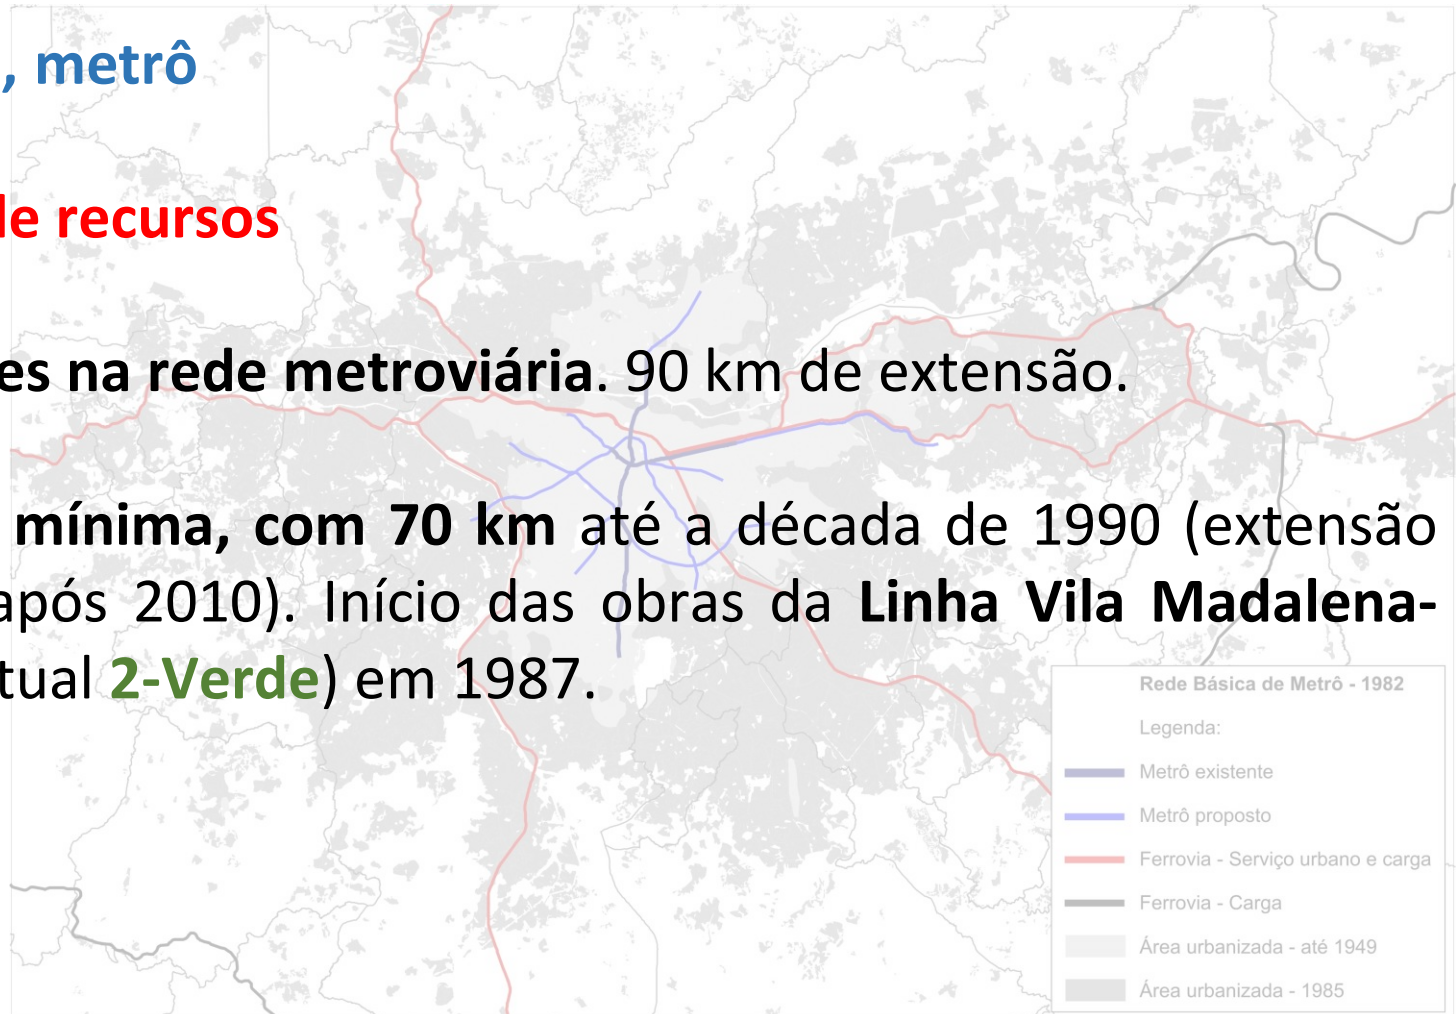 , metrô
de recursos
es na rede metroviária. 90 km de extensão.
mínima, com 70 km até a década de 1990 (extensão
após 2010). Início das obras da Linha Vila Madalena-
tual 2-Verde) em 1987.
Rede Básica de Metrô - 1982
Legenda:
Metrô existente
Metrô proposto
Ferrovia - Serviço urbano e carga
Ferrovia - Carga
Área urbanizada - até 1949
Área urbanizada - 1985